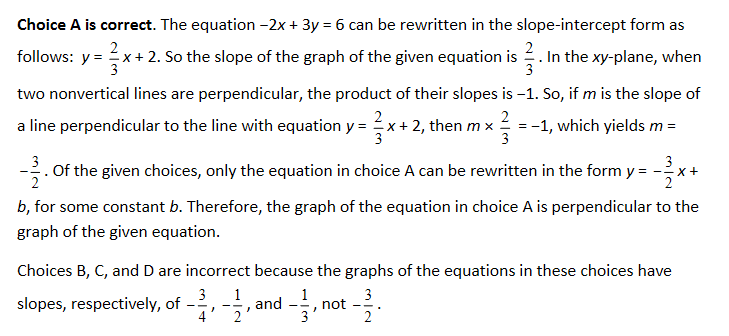 Choice A is correct. The equation −2x + 3y = 6 can be rewritten in the slope-intercept form as
follows: y = 2/3 x + 2. So the slope of the graph of the given equation is 2/3. In the xy-plane, when
two nonvertical lines are perpendicular, the product of their slopes is −1. So, if m is the slope of
a line perpendicular to the line with equation y = 2/3 x + 2, then m × 2/3 = −1, which yields m =
−3/2. Of the given choices, only the equation in choice A can be rewritten in the form y = −3/2 x +
b, for some constant b. Therefore, the graph of the equation in choice A is perpendicular to the
graph of the given equation.
Choices B, C, and D are incorrect because the graphs of the equations in these choices have
slopes, respectively, of −3/4, −1/2, and −1/3, not −3/2.